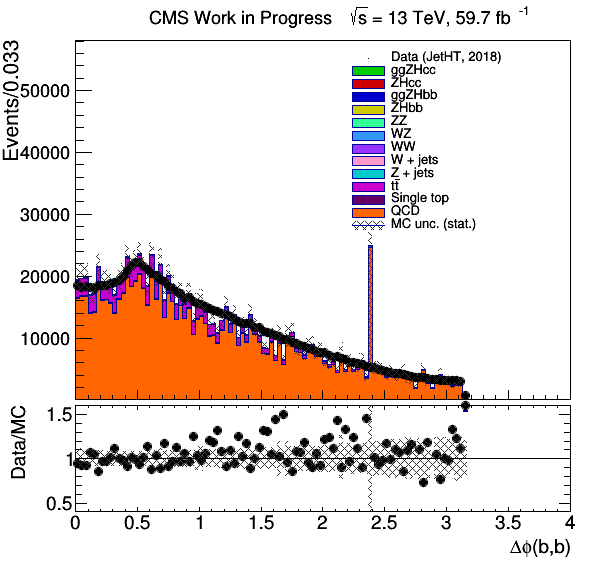 CMS Work in Progress √s = 13 TeV, 59.7 fb⁻¹
Events/0.033
50000
40000
30000
20000
10000
Data (JetHT, 2018)
ggZHcc
ZHcc
ggZHbb
ZHbb
ZZ
WZ
WW
W + jets
Z + jets
tt̄
Single top
QCD
MC unc. (stat.)
Data/MC
1.5
1
0.5
0 0.5 1 1.5 2 2.5 3 3.5 4
Δϕ(b,b)